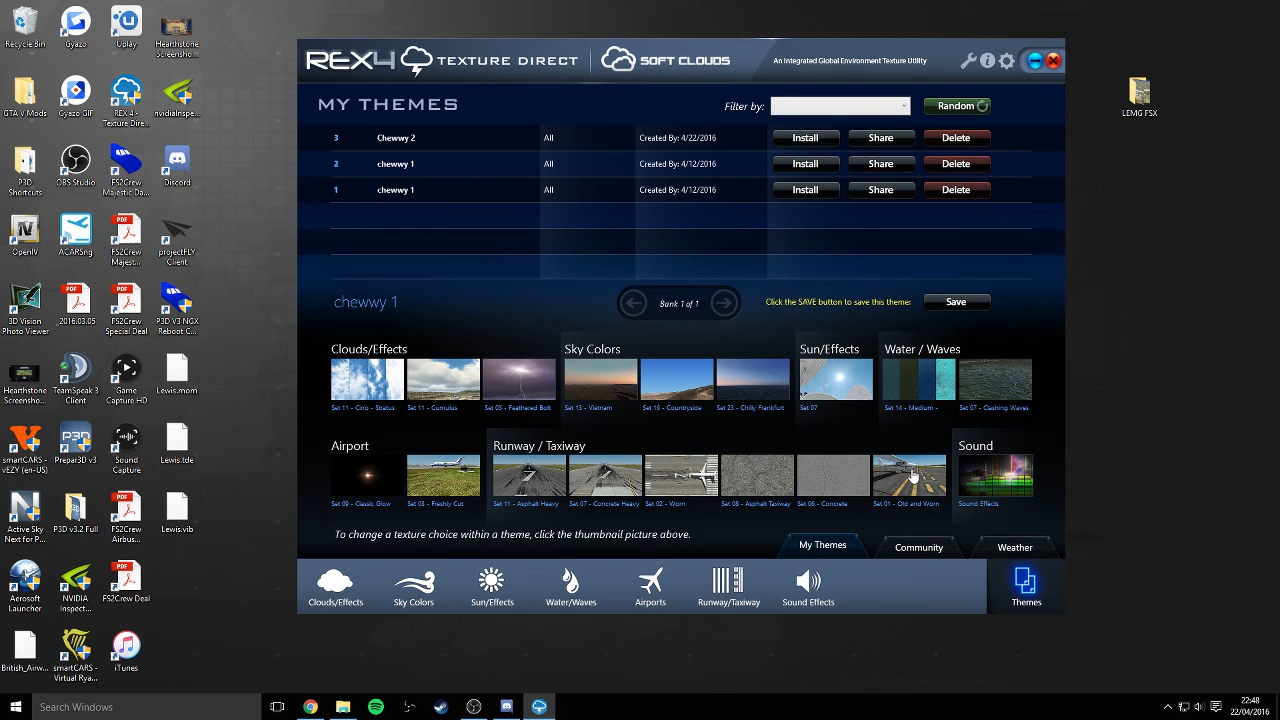 Recycle Bin
Gyazo
Uplay
Hearthstone
Screensho...
GTA V Mods
Gyazo GIF
REX 4 -
Texture Dire...
nvidiaInspe...
P3D
Shortcuts
OBS Studio
FS2Crew
Majestic Da...
Discord
OpenIV
ACARSng
PDF
FS2Crew
Majest...
projectFLY
Client
3D Vision
Photo Viewer
PDF
2016.03.05
PDF
FS2Crew
Special Deal
P3D V3 NGX
Reboot C...
Hearthstone
Screensho...
TeamSpeak 3
Client
Game
Capture HD
Lewis.mom
smartCARS -
vEZY (en-US)
P3D
Prepar3D v3
Sound
Capture
Lewis.tde
Active Sky
Next for P...
P3D v3.2 Full
PDF
FS2Crew
Airbus...
Lewis.vib
Aerosoft
Launcher
NVIDIA
Inspect...
PDF
FS2Crew Deal
British_Airw...
smartCARS -
Virtual Rya...
iTunes
LEMG FSX
REX4 TEXTURE DIRECT
SOFT CLOUDS
An Integrated Global Environment Texture Utility
MY THEMES
Filter by:
Random
3 Chewwy 2 All Created By: 4/22/2016 Install Share Delete
2 chewwy 1 All Created By: 4/12/2016 Install Share Delete
1 chewwy 1 All Created By: 4/12/2016 Install Share Delete
chewwy 1
Bank 1 of 1
Click the SAVE button to save this theme:
Save
Clouds/Effects
Sky Colors
Sun/Effects
Water / Waves
Set 11 - Cirro - Stratus
Set 11 - Cumulus
Set 03 - Feathered Bolt
Set 13 - Vietnam
Set 16 - Countryside
Set 23 - Chilly Frankfurt
Set 07
Set 14 - Medium -
Set 07 - Clashing Waves
Airport
Runway / Taxiway
Sound
Set 09 - Classic Glow
Set 03 - Freshly Cut
Set 11 - Asphalt Heavy
Set 07 - Concrete Heavy
Set 02 - Worn
Set 08 - Asphalt Taxiway
Set 06 - Concrete
Set 01 - Old and Worn
Sound Effects
To change a texture choice within a theme, click the thumbnail picture above.
My Themes
Community
Weather
Clouds/Effects
Sky Colors
Sun/Effects
Water/Waves
Airports
Runway/Taxiway
Sound Effects
Themes
Search Windows
22:48
22/04/2016